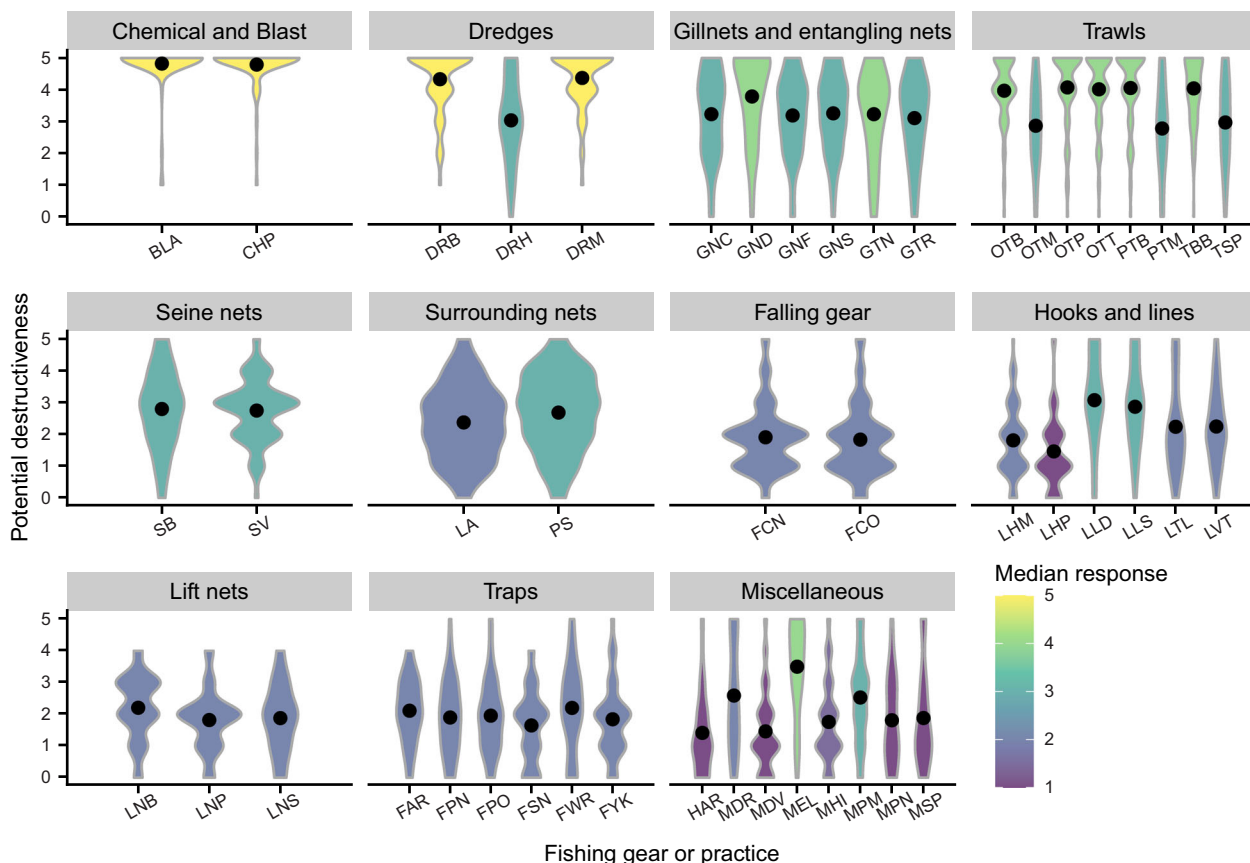 Chemical and Blast
Dredges
Gillnets and entangling nets
Trawls
5
4
3
2
1
0
BLA CHP
DRB DRH DRM
GNC GND GNF GNS GTN GTR
OTB OTM OTP OTT PTB PTM TBB TSP
Potential destructiveness
Seine nets
Surrounding nets
Falling gear
Hooks and lines
5
4
3
2
1
0
SB SV
LA PS
FCN FCO
LHM LHP LLD LLS LTL LVT
Lift nets
Traps
Miscellaneous
5
4
3
2
1
0
LNB LNP LNS
FAR FPN FPO FSN FWR FYK
HAR MDR MDV MEL MHI MPM MPN MSP
Median response
5
4
3
2
1
Fishing gear or practice